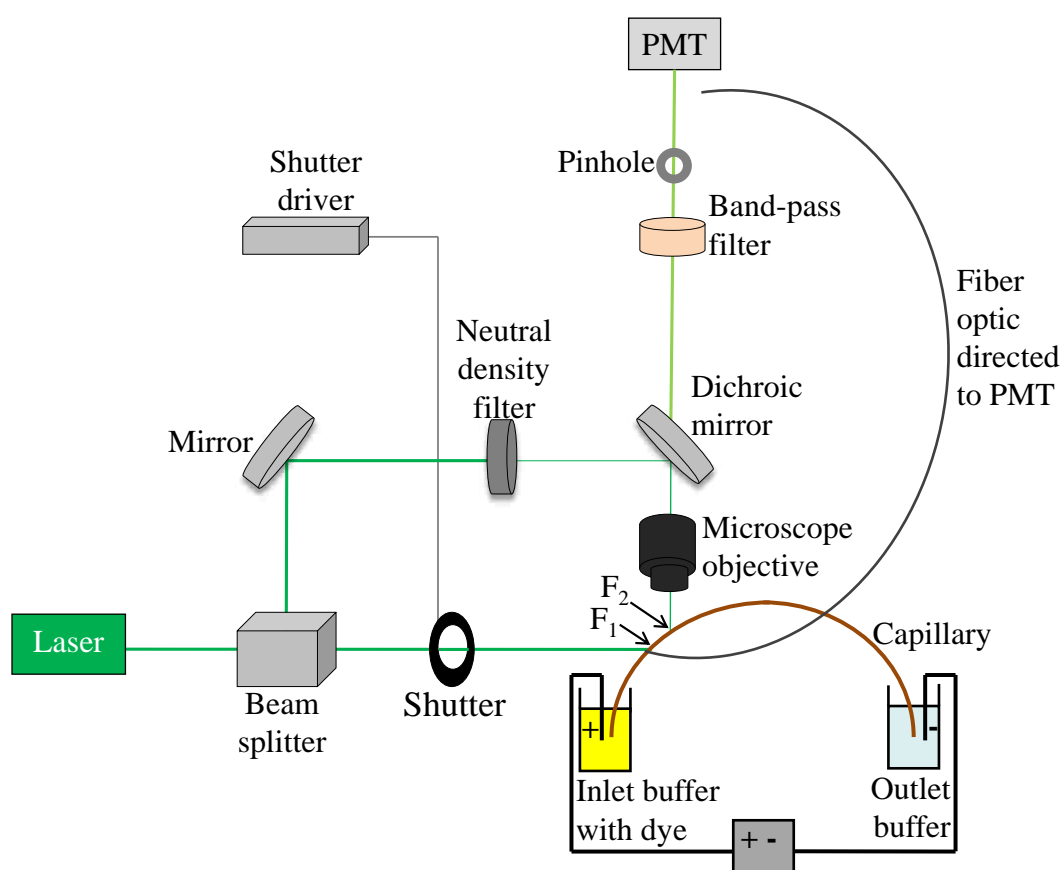 PMT
Pinhole
Shutter
driver
Band-pass
filter
Fiber
optic
directed
to PMT
Neutral
density
filter
Dichroic
mirror
Mirror
Microscope
objective
F2
F1
Laser
Capillary
Beam
splitter
Shutter
+
-
Inlet buffer
with dye
Outlet
buffer
+ -